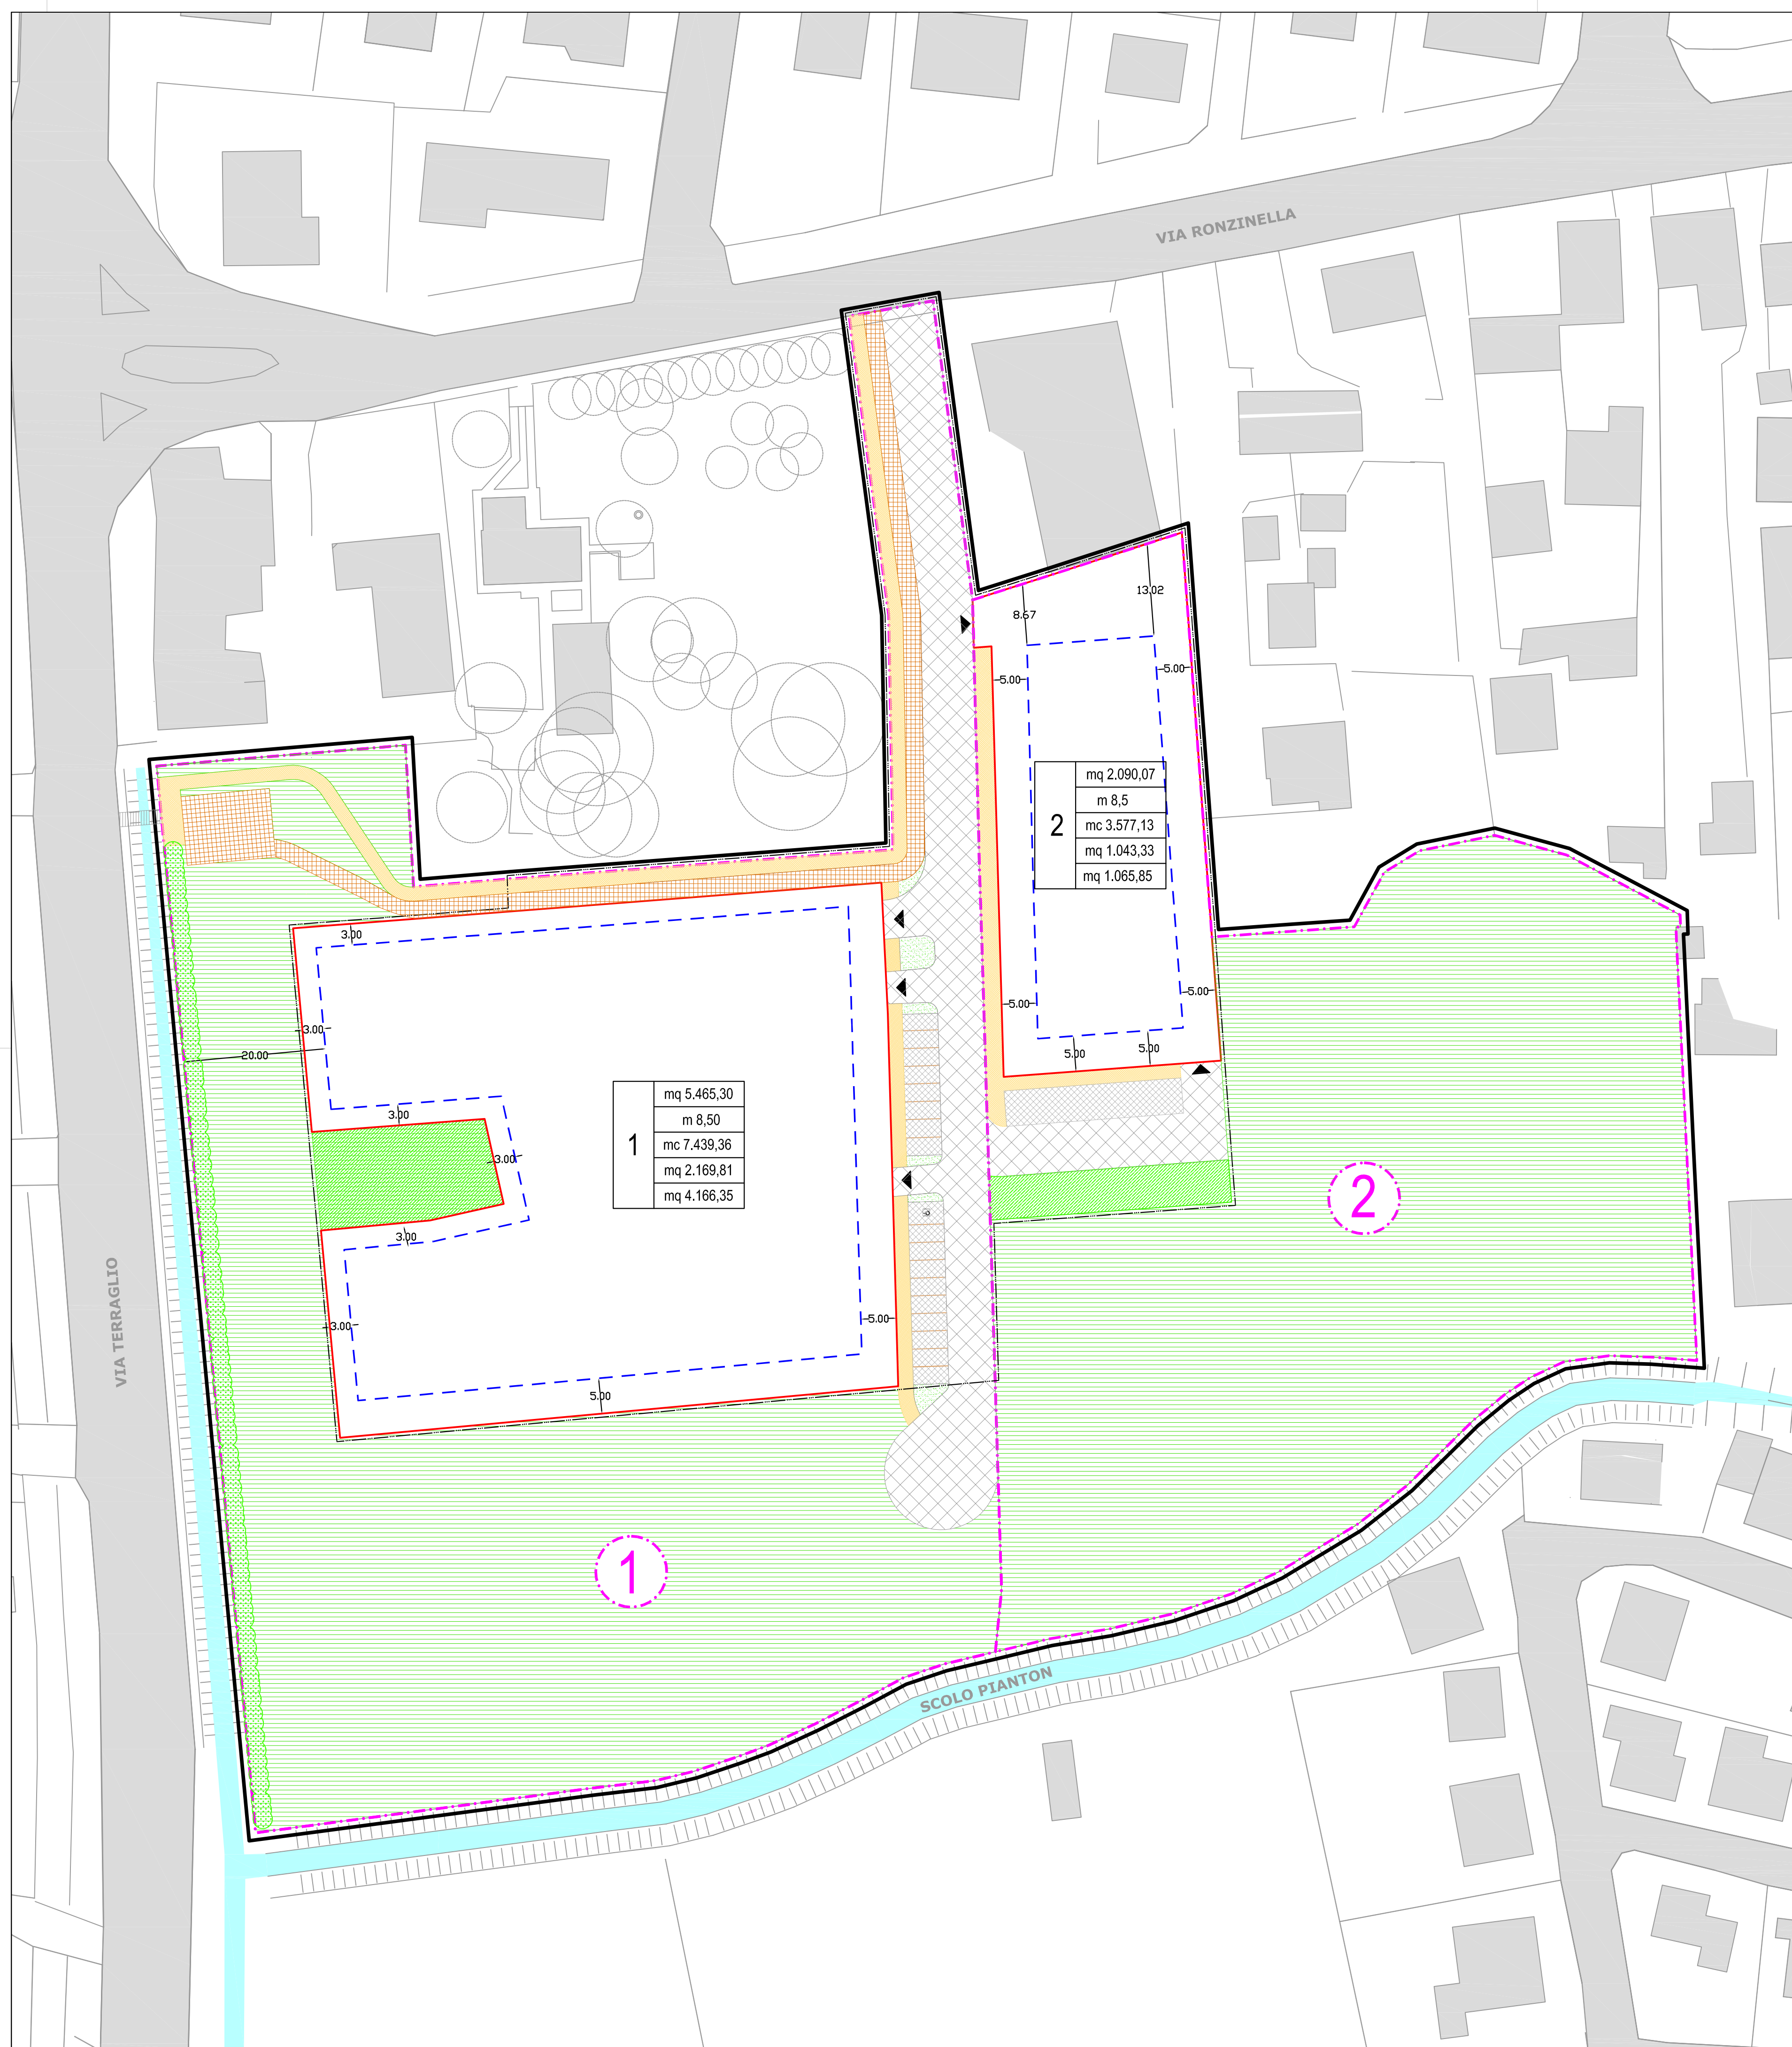 VIA RONZINELLA
8.67
13.02
5.00
5.00
mq 2.090,07
m 8,5
2
mc 3.577,13
mq 1.043,33
mq 1.065,85
3.00
5.00
5.00
3.00
20.00
5.00
5.00
3.00
mq 5.465,30
m 8,50
1
mc 7.439,36
mq 2.169,81
mq 4.166,35
3.00
2
3.00
VIA TERRAGLIO
3.00
5.00
5.00
1
SCOLO PIANTON